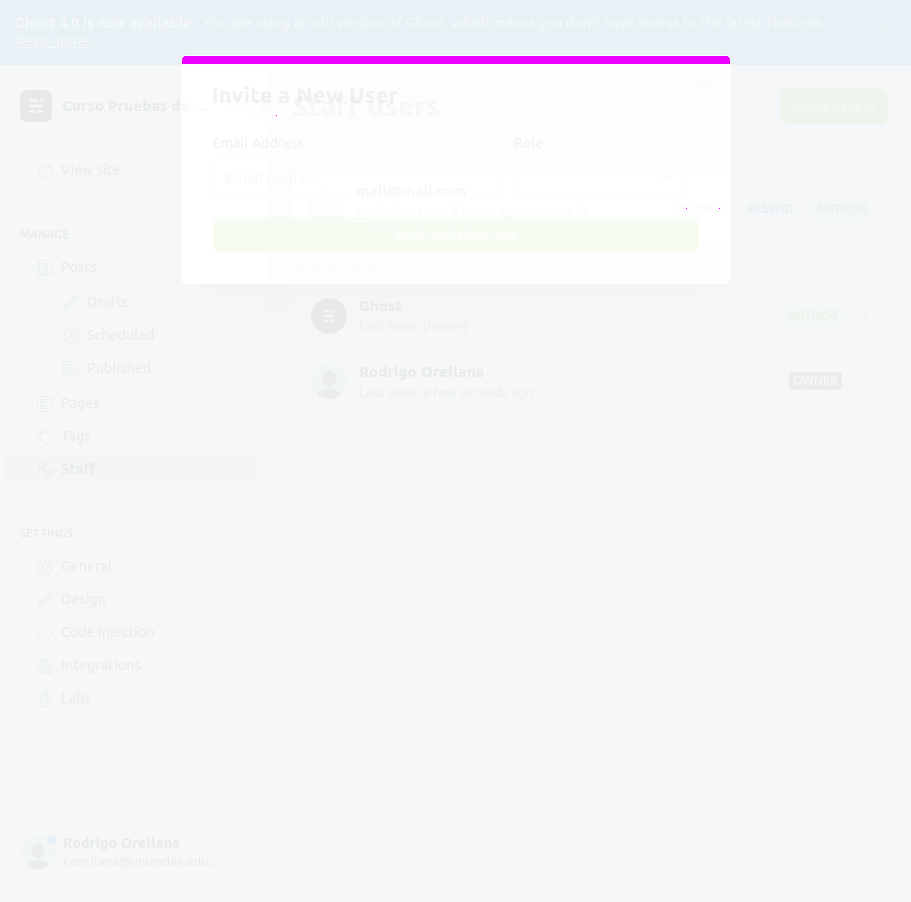 Ghost 4.0 is now available - You are using an old version of Ghost, which means you don't have access to the latest features.
Read more!
Curso Pruebas de ...
Invite a New User
Staff users
Invite people
Email Address
Role
Email Address
View site
mail@mail.com
RESEND
AUTHOR
MANAGE
Send invitation now
Posts
Drafts
Scheduled
Published
Pages
Tags
Staff
Ghost
Last seen: (Never)
AUTHOR
Rodrigo Orellana
Last seen: a few seconds ago
OWNER
SETTINGS
General
Design
Code injection
Integrations
Labs
Rodrigo Orellana
r.orellana@uniandes.edu...